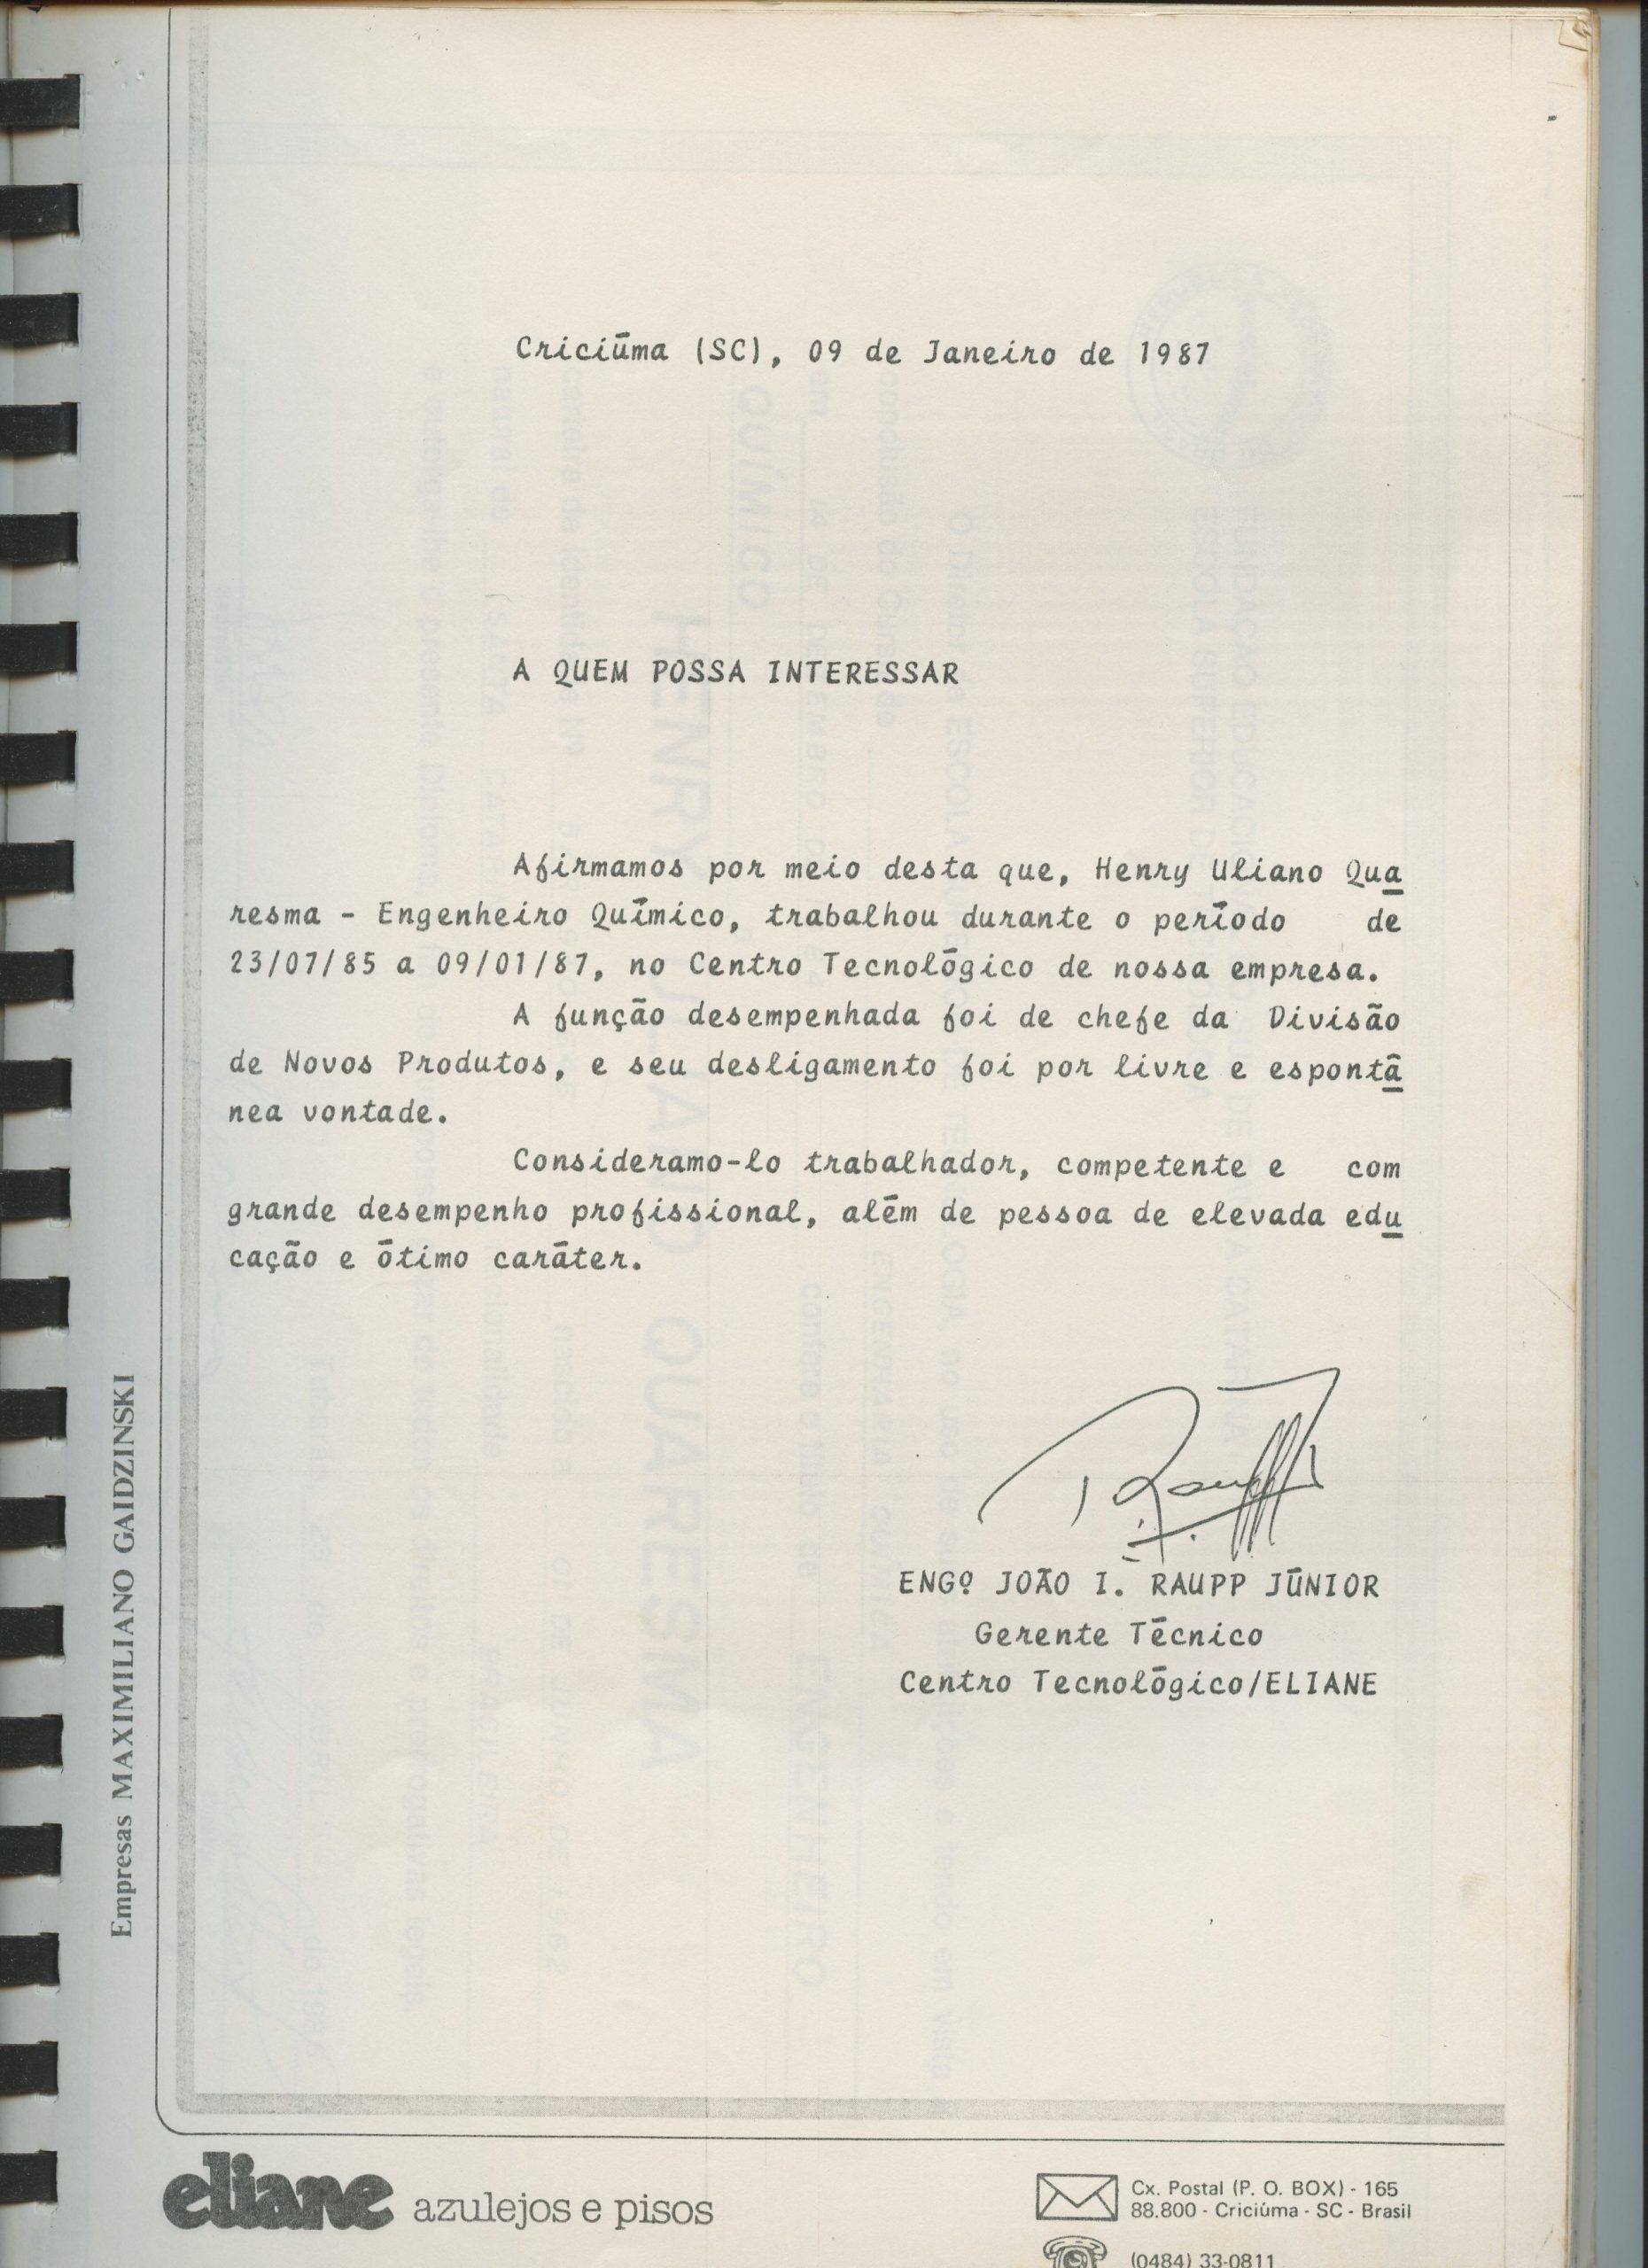 Criciúma (SC), 09 de Janeiro de 1987
A QUEM POSSA INTERESSAR
Afirmamos por meio desta que, Henry Uliano Qua
resma - Engenheiro Químico, trabalhou durante o período de
23/07/85 a 09/01/87, no Centro Tecnológico de nossa empresa.
A função desempenhada foi de chefe da Divisão
de Novos Produtos, e seu desligamento foi por livre e espontâ
nea vontade.
Consideramo-lo trabalhador, competente e com
grande desempenho profissional, além de pessoa de elevada edu
cação e ótimo caráter.
ENGº JOÃO I. RAUPP JÚNIOR
Gerente Técnico
Centro Tecnológico/ELIANE
Empresas MAXIMILIANO GAIDZINSKI
eliane azulejos e pisos
Cx. Postal (P. O. BOX) - 165
88.800 - Criciúma - SC - Brasil
(0484) 33-0811